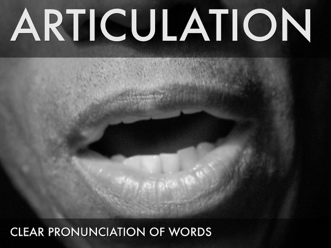 ARTICULATION
CLEAR PRONUNCIATION OF WORDS